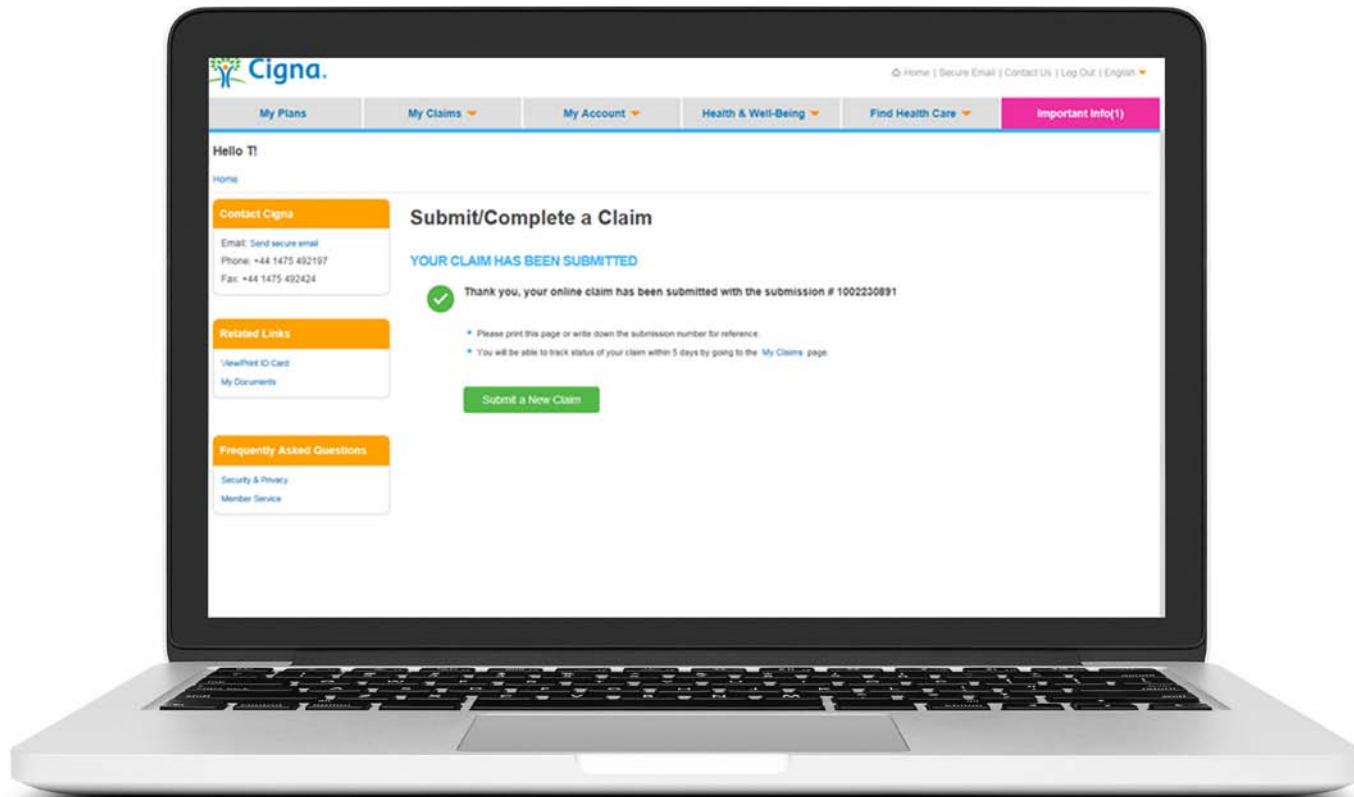 Cigna.
Home | Secure Email | Contact Us | Log Out | English
My Plans My Claims My Account Health & Well-Being Find Health Care Important Info(1)
Hello T!
Home
Contact Cigna
Email: Send secure email
Phone: +44 1475 492197
Fax: +44 1475 492424
Related Links
View/Print ID Card
My Documents
Frequently Asked Questions
Security & Privacy
Member Service
Submit/Complete a Claim
YOUR CLAIM HAS BEEN SUBMITTED
Thank you, your online claim has been submitted with the submission # 1002230891
Please print this page or write down the submission number for reference.
You will be able to track status of your claim within 5 days by going to the My Claims page.
Submit a New Claim